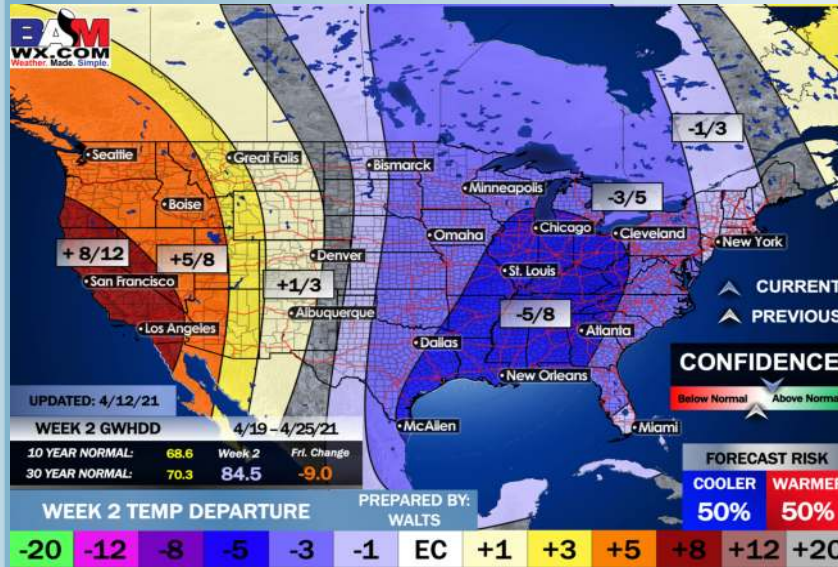 BAM
WX.COM
Weather. Made. Simple.
-1/3
Seattle
Great Falls
Bismarck
Minneapolis
-3/5
Boise
Chicago
Cleveland
New York
Omaha
+ 8/12
+5/8
Denver
San Francisco
St. Louis
CURRENT
+1/3
-5/8
Albuquerque
PREVIOUS
Los Angeles
Dallas
Atlanta
CONFIDENCE
New Orleans
Below Normal
Above Norma
UPDATED: 4/12/21
WEEK 2 GWHDD 4/19 – 4/25/21
McAllen
Miami
10 YEAR NORMAL: 68.6 Week 2 Fri. Change
30 YEAR NORMAL: 70.3 84.5 -9.0
FORECAST RISK
COOLER WARMER
50% 50%
WEEK 2 TEMP DEPARTURE
PREPARED BY:
WALTS
-20 -12 -8 -5 -3 -1 EC +1 +3 +5 +8 +12 +20